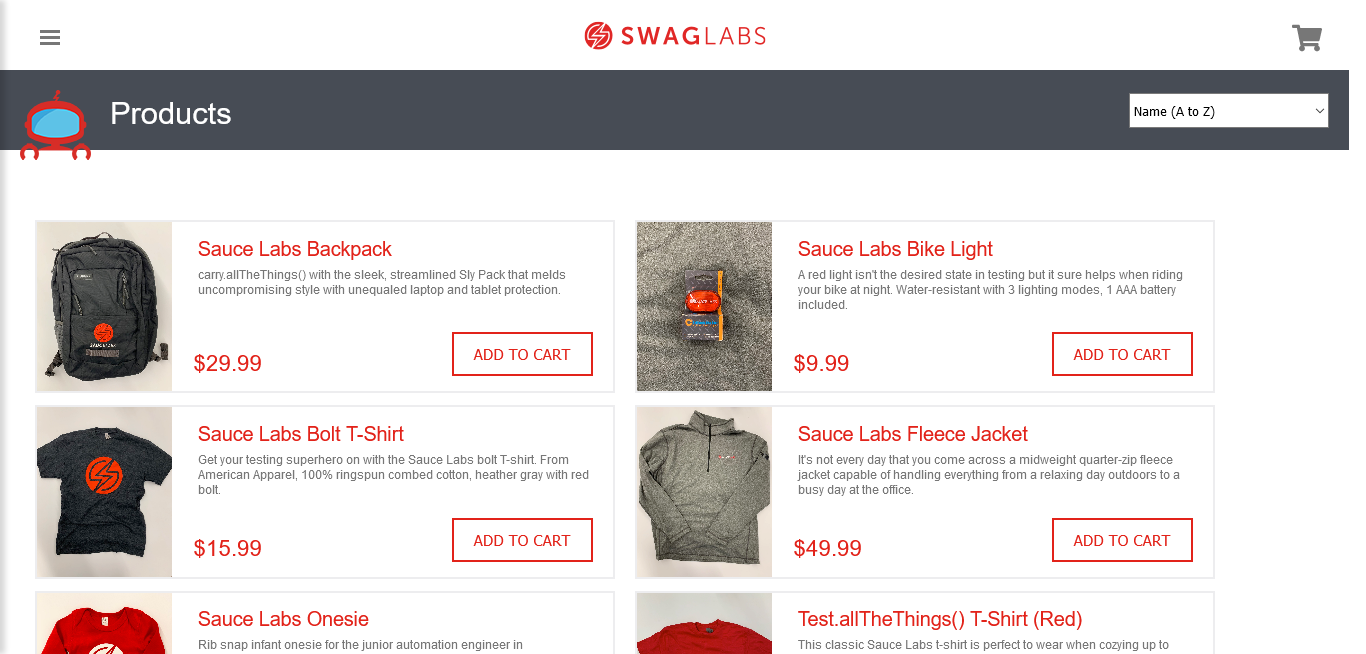 SWAGLABS
Products
Name (A to Z)
Sauce Labs Backpack
carry.allTheThings() with the sleek, streamlined Sly Pack that melds
uncompromising style with unequaled laptop and tablet protection.
$29.99
ADD TO CART
Sauce Labs Bike Light
A red light isn't the desired state in testing but it sure helps when riding
your bike at night. Water-resistant with 3 lighting modes, 1 AAA battery
included.
$9.99
ADD TO CART
Sauce Labs Bolt T-Shirt
Get your testing superhero on with the Sauce Labs bolt T-shirt. From
American Apparel, 100% ringspun combed cotton, heather gray with red
bolt.
$15.99
ADD TO CART
Sauce Labs Fleece Jacket
It's not every day that you come across a midweight quarter-zip fleece
jacket capable of handling everything from a relaxing day outdoors to a
busy day at the office.
$49.99
ADD TO CART
Sauce Labs Onesie
Rib snap infant onesie for the junior automation engineer in
Test.allTheThings() T-Shirt (Red)
This classic Sauce Labs t-shirt is perfect to wear when cozying up to